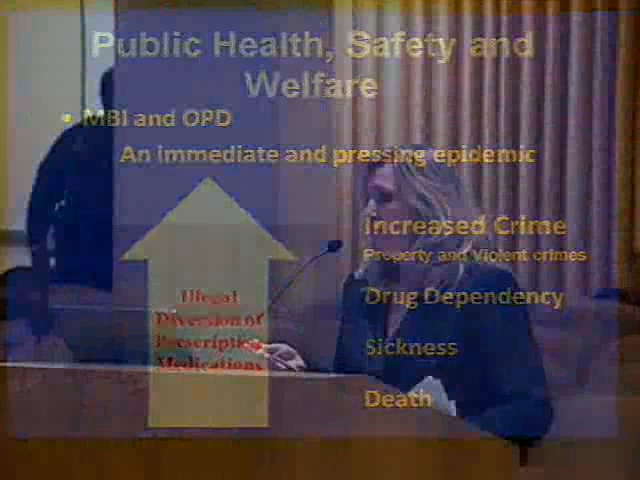 Public Health, Safety and
Welfare
• MBI and OPD
An immediate and pressing epidemic
Increased Crime
Property and Violent crimes
Illegal
Diversion of
Prescription
Medications
Drug Dependency
Sickness
Death